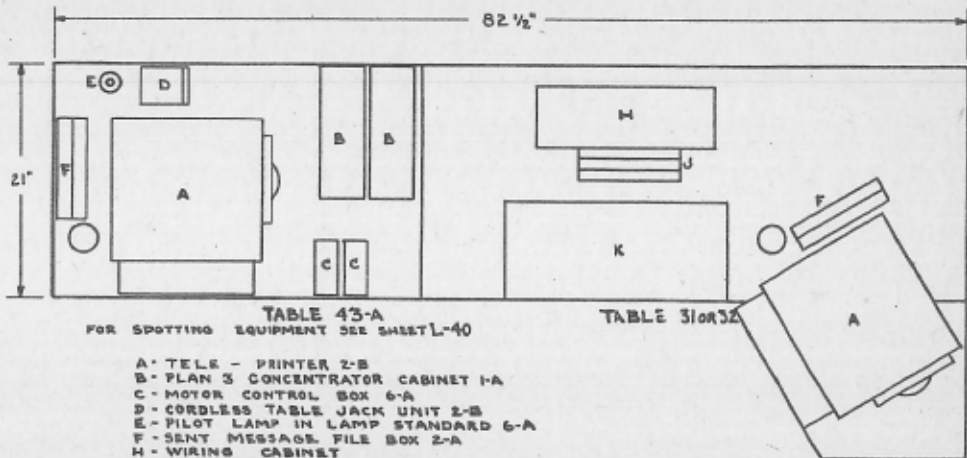 82 ½"
E D B B H
J
F A F
21"
K
C C A
TABLE 43-A TABLE 31 OR 32
FOR SPOTTING EQUIPMENT SEE SHEET L-40
A - TELE - PRINTER 2-B
B - PLAN 3 CONCENTRATOR CABINET 1-A
C - MOTOR CONTROL BOX 6-A
D - CORDLESS TABLE JACK UNIT 2-B
E - PILOT LAMP IN LAMP STANDARD 6-A
F - SENT MESSAGE FILE BOX 2-A
H - WIRING CABINET